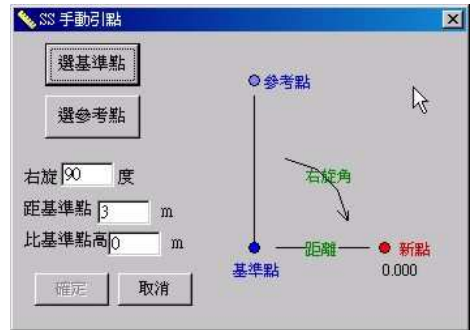 SS 手動引點
選基準點
選參考點
右旋 90 度
距基準點 3 m
比基準點高 0 m
確定
取消
參考點
右旋角
距離
新點
基準點
0.000